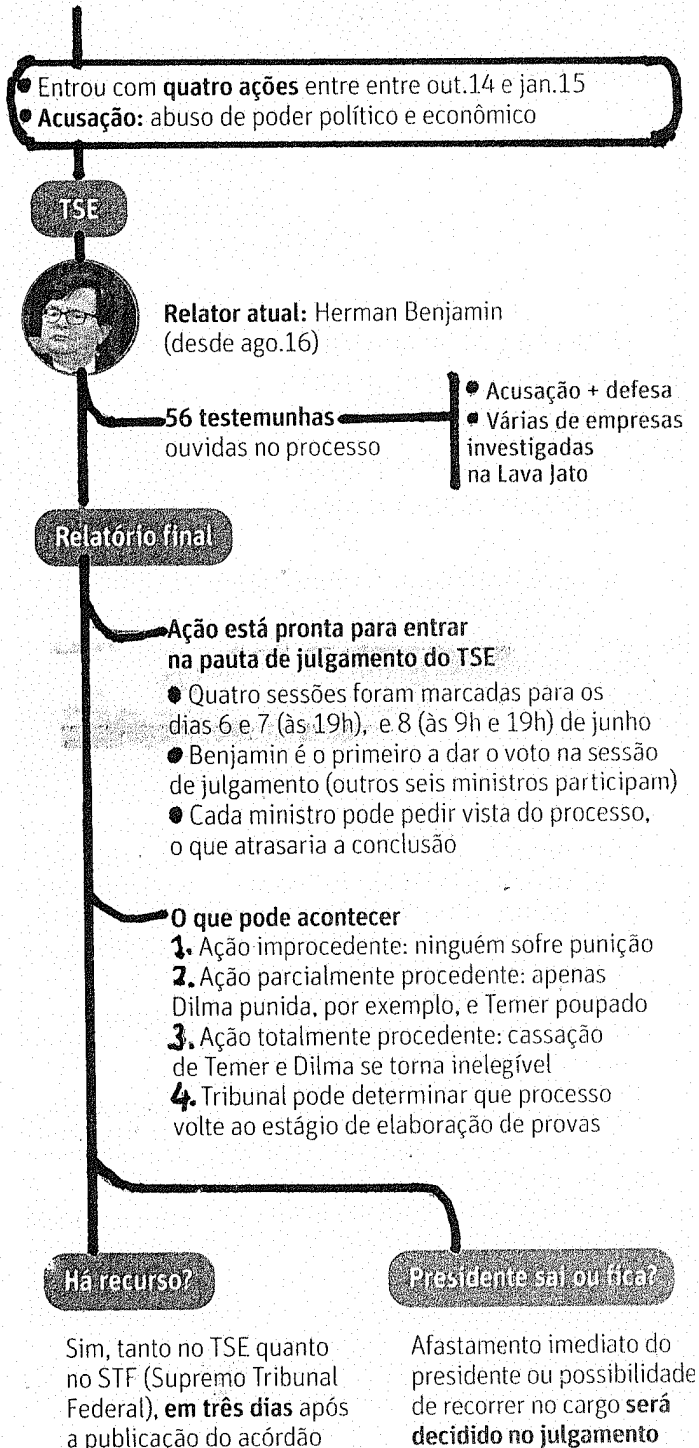 • Entrou com quatro ações entre entre out.14 e jan.15
• Acusação: abuso de poder político e econômico
TSE
Relator atual: Herman Benjamin
(desde ago.16)
56 testemunhas
ouvidas no processo
• Acusação + defesa
• Várias de empresas
investigadas
na Lava Jato
Relatório final
Ação está pronta para entrar
na pauta de julgamento do TSE
• Quatro sessões foram marcadas para os
dias 6 e 7 (às 19h), e 8 (às 9h e 19h) de junho
• Benjamin é o primeiro a dar o voto na sessão
de julgamento (outros seis ministros participam)
• Cada ministro pode pedir vista do processo,
o que atrasaria a conclusão
O que pode acontecer
1. Ação improcedente: ninguém sofre punição
2. Ação parcialmente procedente: apenas
Dilma punida, por exemplo, e Temer poupado
3. Ação totalmente procedente: cassação
de Temer e Dilma se torna inelegível
4. Tribunal pode determinar que processo
volte ao estágio de elaboração de provas
Há recurso?
Sim, tanto no TSE quanto
no STF (Supremo Tribunal
Federal), em três dias após
a publicação do acórdão
Presidente sai ou fica?
Afastamento imediato do
presidente ou possibilidade
de recorrer no cargo será
decidido no julgamento